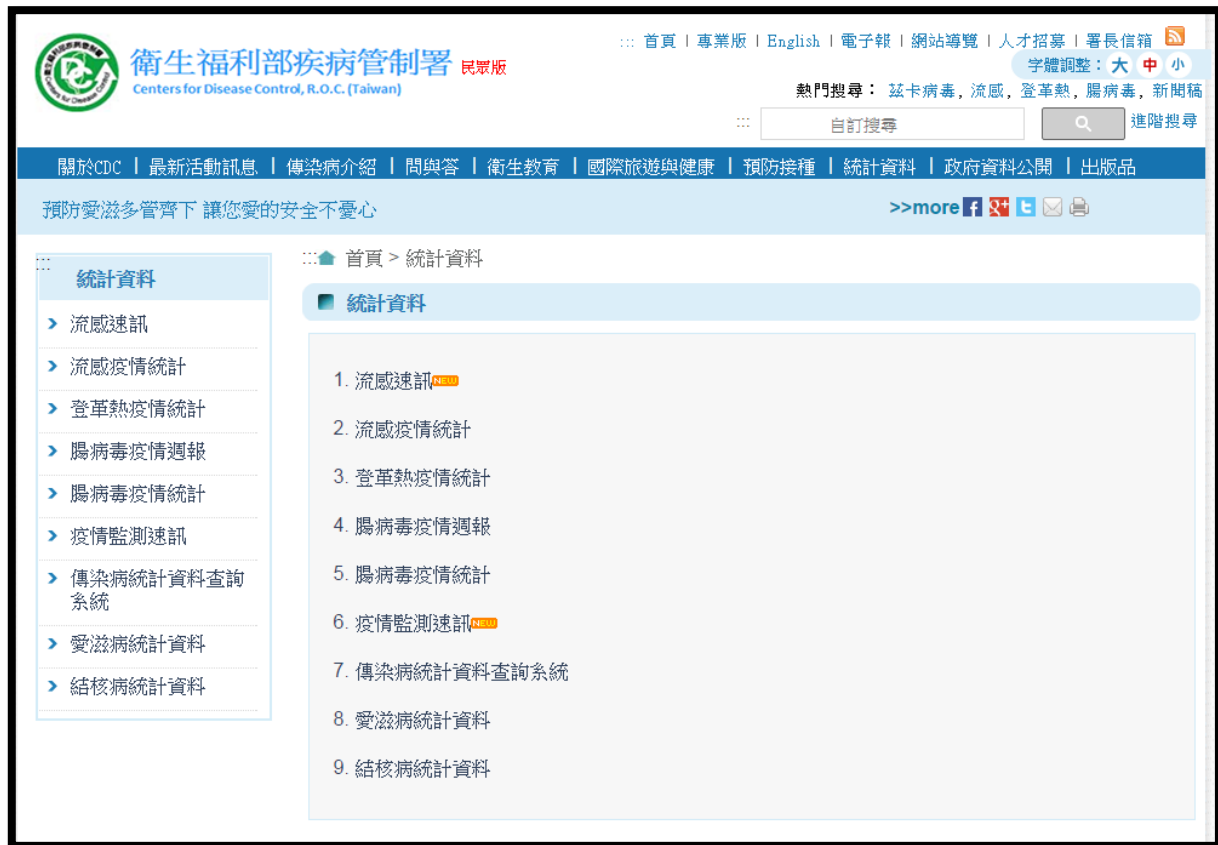 ::: 首頁 | 專業版 | English | 電子報 | 網站導覽 | 人才招募 | 署長信箱
衛生福利部疾病管制署 民眾版
Centers for Disease Control, R.O.C. (Taiwan)
字體調整：大 中 小
熱門搜尋： 茲卡病毒, 流感, 登革熱, 腸病毒, 新聞稿
::: 自訂搜尋 進階搜尋
關於CDC | 最新活動訊息 | 傳染病介紹 | 問與答 | 衛生教育 | 國際旅遊與健康 | 預防接種 | 統計資料 | 政府資料公開 | 出版品
預防愛滋多管齊下 讓您愛的安全不憂心
>>more
:::
統計資料
流感速訊
流感疫情統計
登革熱疫情統計
腸病毒疫情週報
腸病毒疫情統計
疫情監測速訊
傳染病統計資料查詢
系統
愛滋病統計資料
結核病統計資料
::: 首頁 > 統計資料
統計資料
1. 流感速訊 NEW
2. 流感疫情統計
3. 登革熱疫情統計
4. 腸病毒疫情週報
5. 腸病毒疫情統計
6. 疫情監測速訊 NEW
7. 傳染病統計資料查詢系統
8. 愛滋病統計資料
9. 結核病統計資料